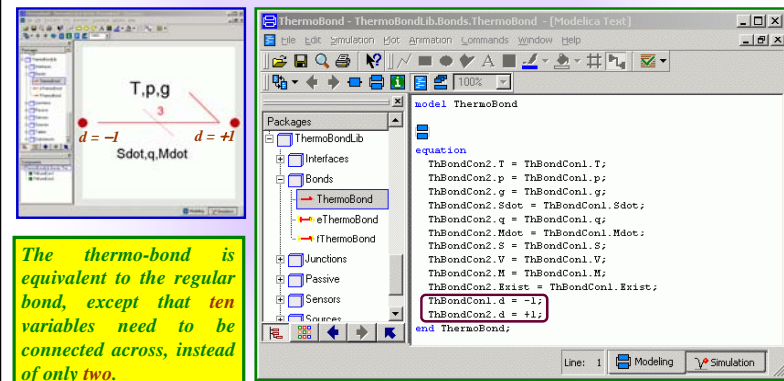 T,p,g
3
d = −1
d = +1
Sdot,q,Mdot
The thermo-bond is
equivalent to the regular
bond, except that ten
variables need to be
connected across, instead
of only two.
ThermoBond - ThermoBondLib.Bonds.ThermoBond - [Modelica Text]
File Edit Simulation Plot Animation Commands Window Help
100%
Packages
ThermoBondLib
Interfaces
Bonds
ThermoBond
eThermoBond
fThermoBond
Junctions
Passive
Sensors
Sources
model ThermoBond
equation
ThBondCon2.T = ThBondCon1.T;
ThBondCon2.p = ThBondCon1.p;
ThBondCon2.g = ThBondCon1.g;
ThBondCon2.Sdot = ThBondCon1.Sdot;
ThBondCon2.q = ThBondCon1.q;
ThBondCon2.Mdot = ThBondCon1.Mdot;
ThBondCon2.S = ThBondCon1.S;
ThBondCon2.V = ThBondCon1.V;
ThBondCon2.M = ThBondCon1.M;
ThBondCon2.Exist = ThBondCon1.Exist;
ThBondCon1.d = -1;
ThBondCon2.d = +1;
end ThermoBond;
Line: 1 Modeling Simulation